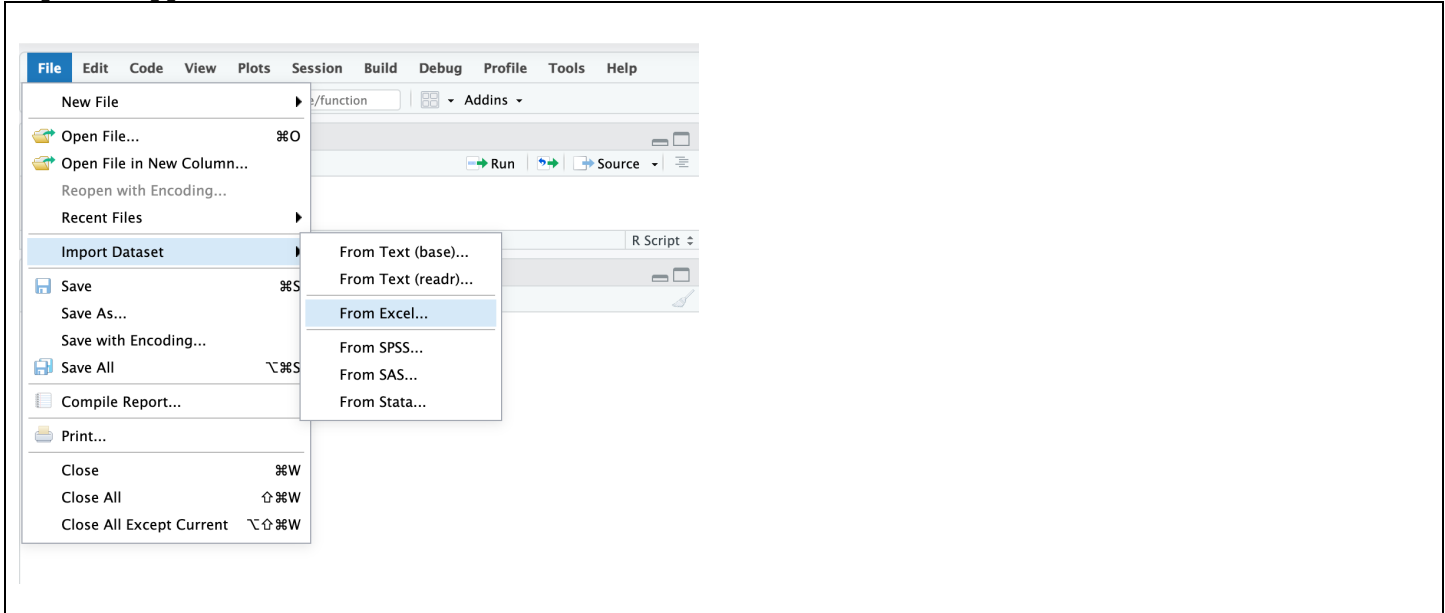 File Edit Code View Plots Session Build Debug Profile Tools Help
New File /function Addins
Open File... ⌘O
Open File in New Column... Run Source
Reopen with Encoding...
Recent Files
R Script
Import Dataset From Text (base)...
From Text (readr)...
Save ⌘S
Save As... From Excel...
Save with Encoding... From SPSS...
Save All ⌥⌘S From SAS...
Compile Report... From Stata...
Print...
Close ⌘W
Close All ⇧⌘W
Close All Except Current ⌥⇧⌘W